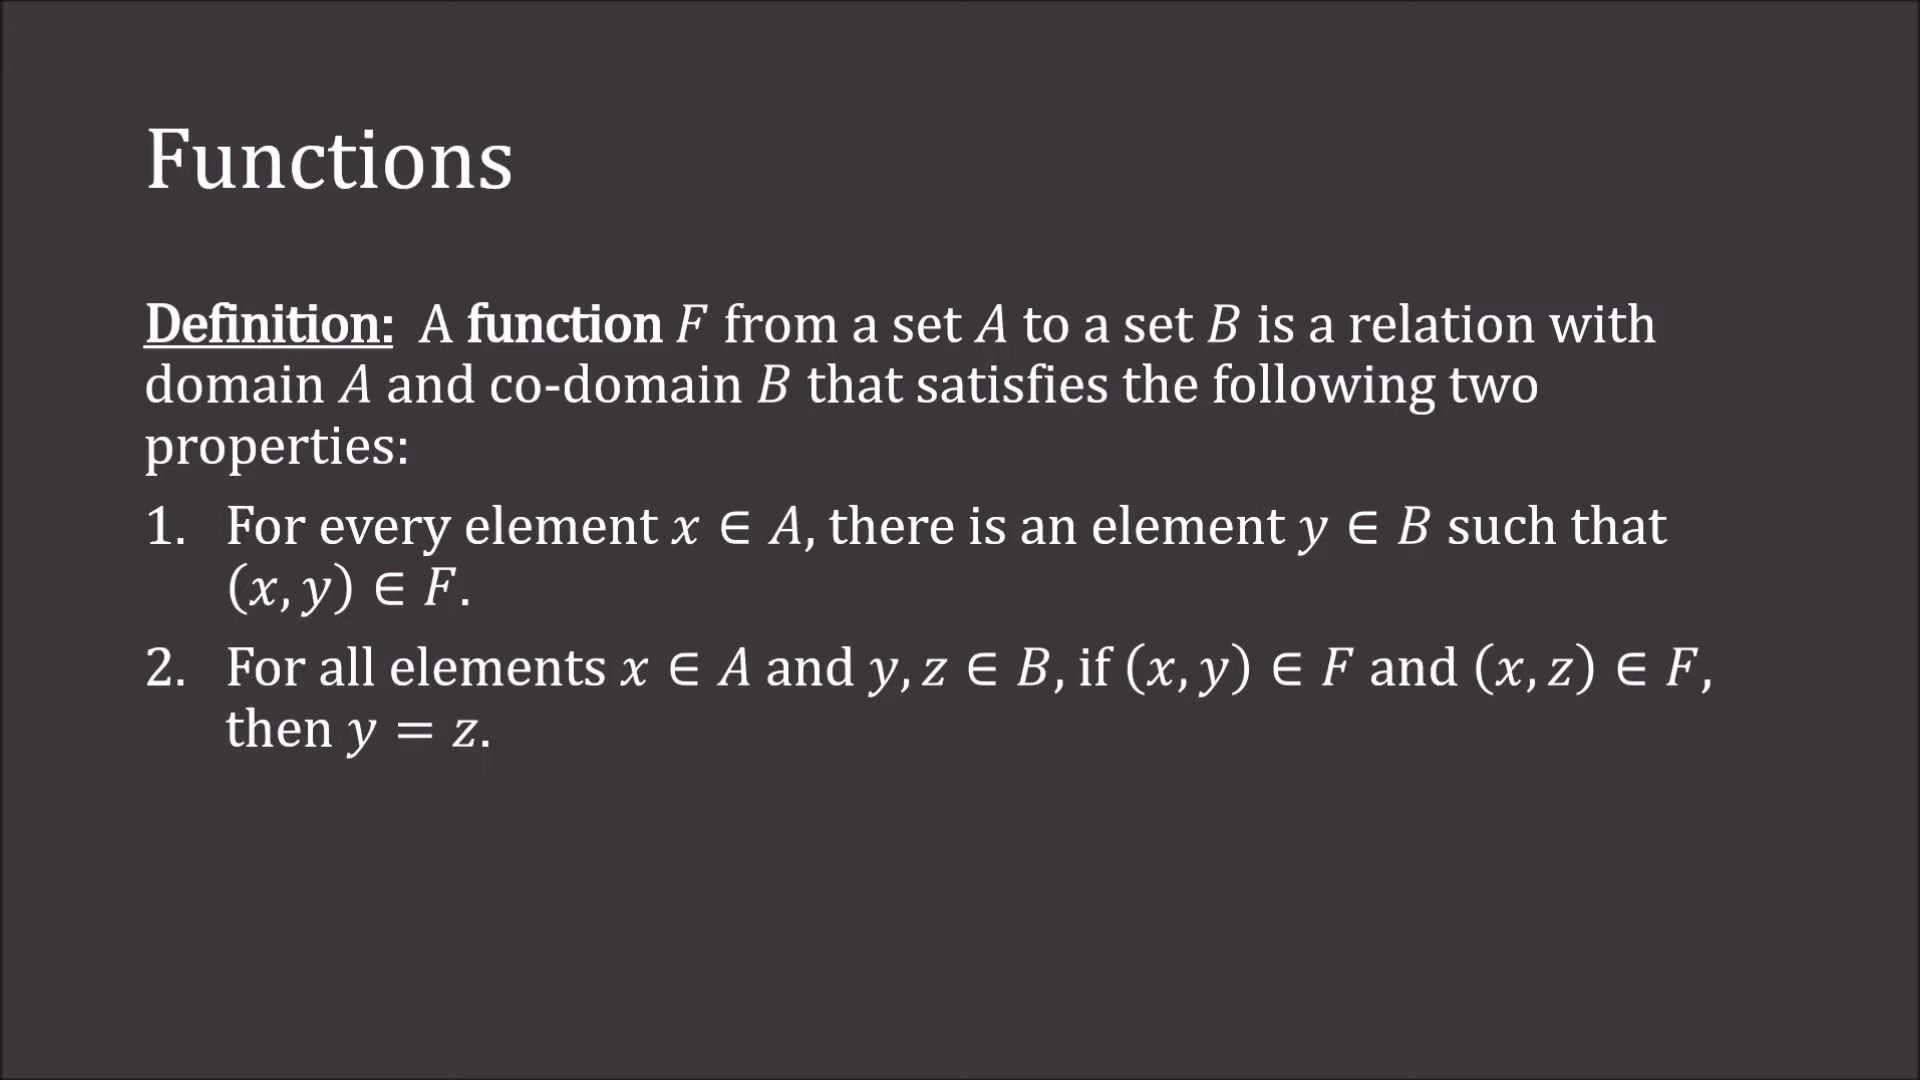 Functions
Definition: A function F from a set A to a set B is a relation with
domain A and co-domain B that satisfies the following two
properties:
1. For every element x ∈ A, there is an element y ∈ B such that
(x, y) ∈ F.
2. For all elements x ∈ A and y, z ∈ B, if (x, y) ∈ F and (x, z) ∈ F,
then y = z.